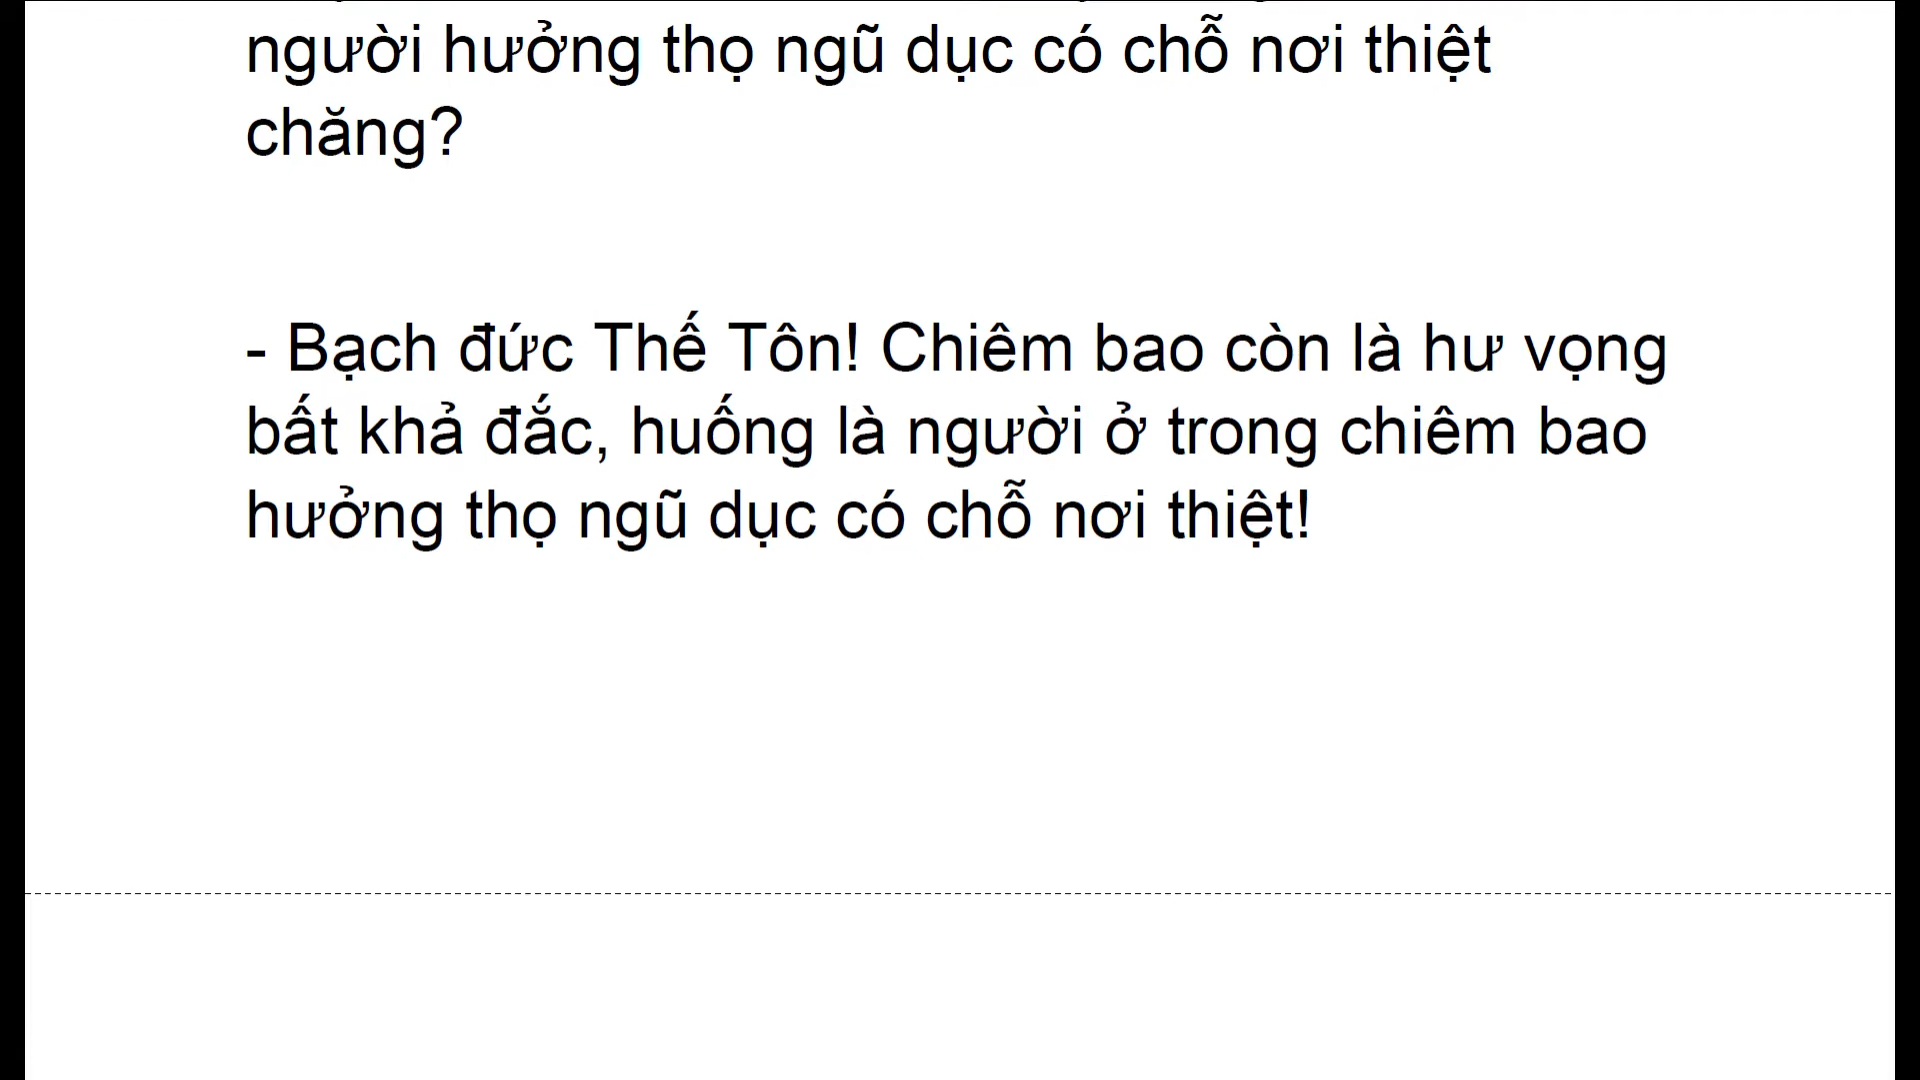 người hưởng thọ ngũ dục có chỗ nơi thiệt
chăng?
- Bạch đức Thế Tôn! Chiêm bao còn là hư vọng
bất khả đắc, huống là người ở trong chiêm bao
hưởng thọ ngũ dục có chỗ nơi thiệt!